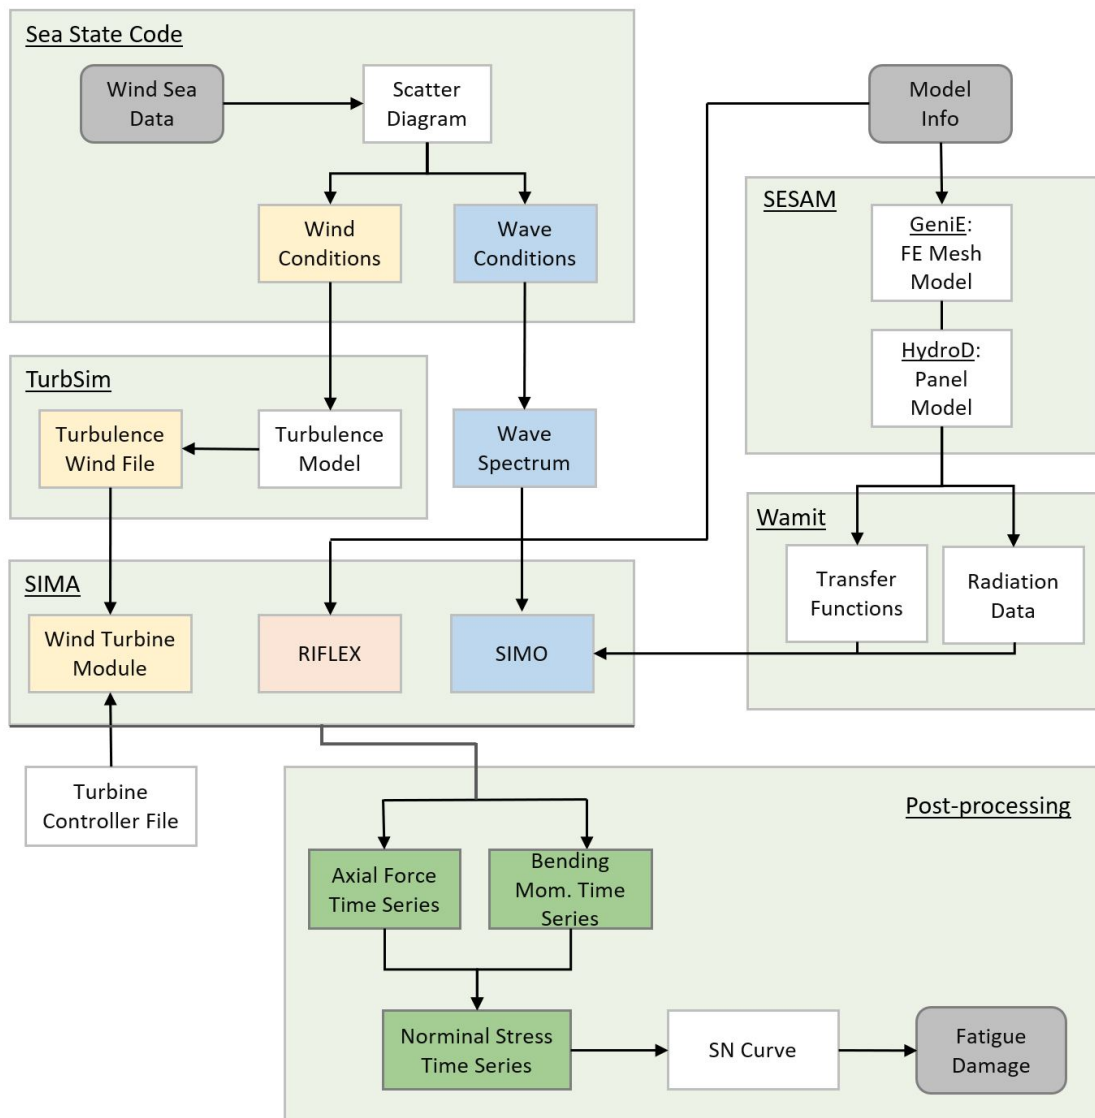 Sea State Code
Wind Sea
Data
Scatter
Diagram
Model
Info
Wind
Conditions
Wave
Conditions
SESAM
GeniE:
FE Mesh
Model
HydroD:
Panel
Model
TurbSim
Turbulence
Wind File
Turbulence
Model
Wave
Spectrum
Wamit
Transfer
Functions
Radiation
Data
SIMA
Wind Turbine
Module
RIFLEX
SIMO
Turbine
Controller File
Post-processing
Axial Force
Time Series
Bending
Mom. Time
Series
Norminal Stress
Time Series
SN Curve
Fatigue
Damage